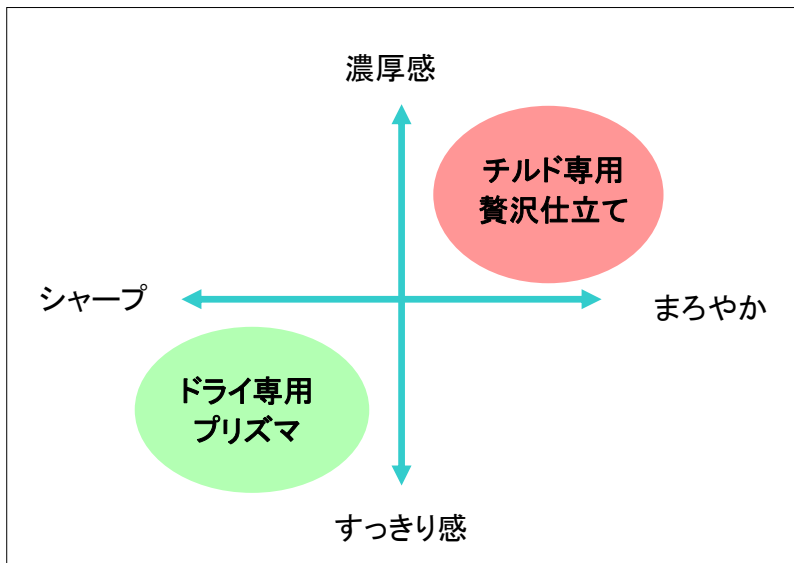 濃厚感
チルド専用
贅沢仕立て
シャープ
まろやか
ドライ専用
プリズマ
すっきり感